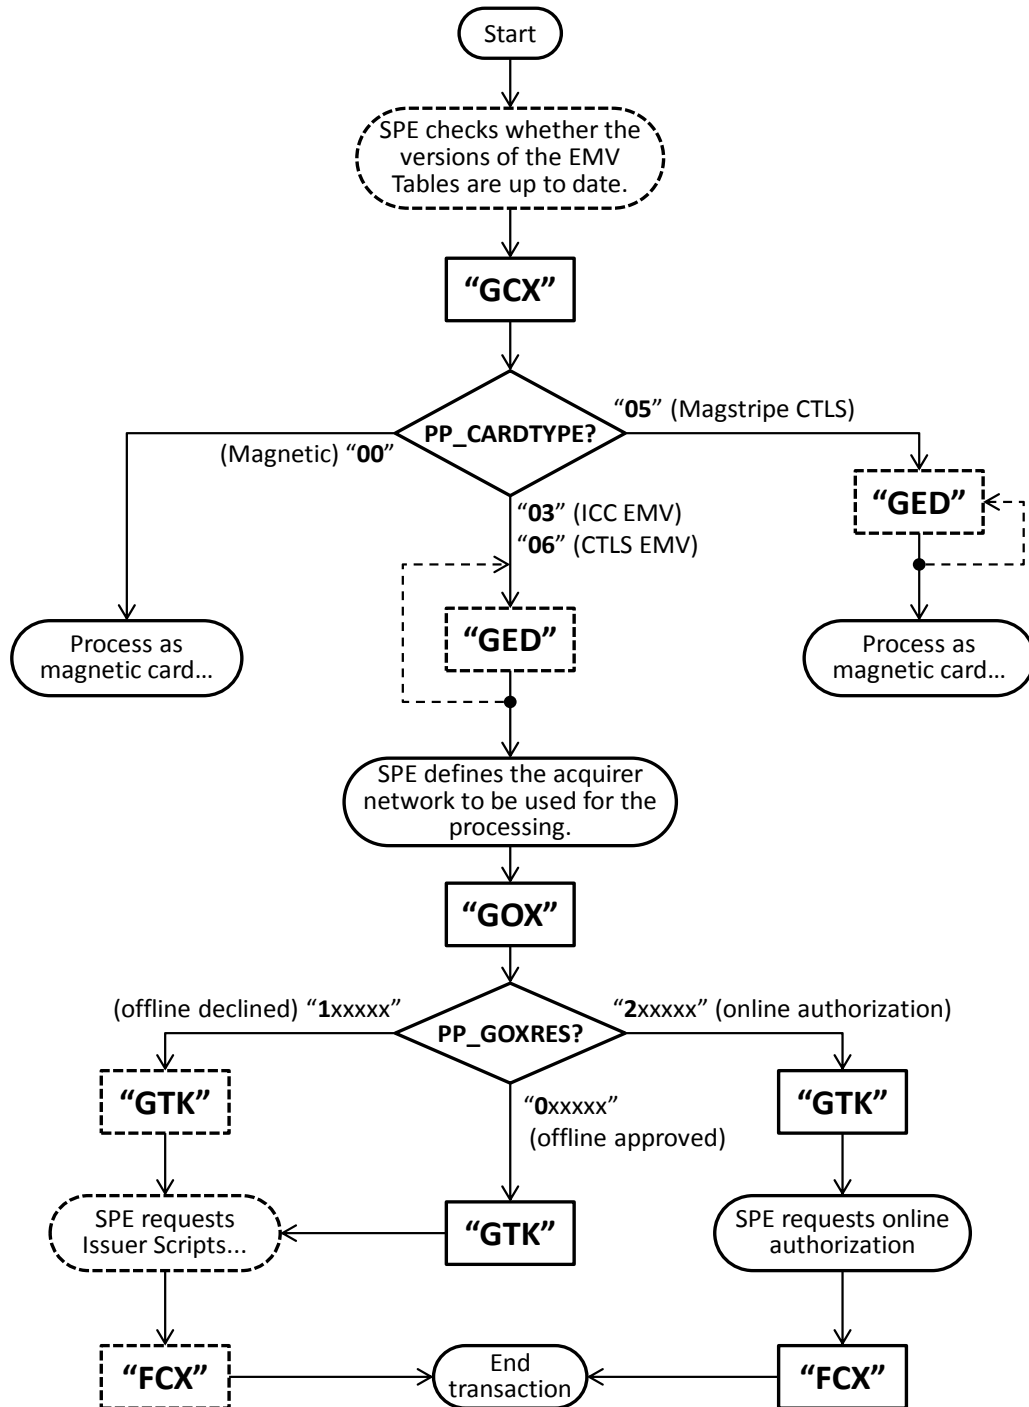 Start
SPE checks whether the
versions of the EMV
Tables are up to date.
“GCX”
PP_CARDTYPE?
(Magnetic) “00”
“05” (Magstripe CTLS)
“03” (ICC EMV)
“06” (CTLS EMV)
“GED”
“GED”
Process as
magnetic card...
Process as
magnetic card...
SPE defines the acquirer
network to be used for the
processing.
“GOX”
PP_GOXRES?
(offline declined) “1xxxxx”
“2xxxxx” (online authorization)
“0xxxxx”
(offline approved)
“GTK”
“GTK”
“GTK”
SPE requests
Issuer Scripts...
SPE requests online
authorization
“FCX”
End
transaction
“FCX”